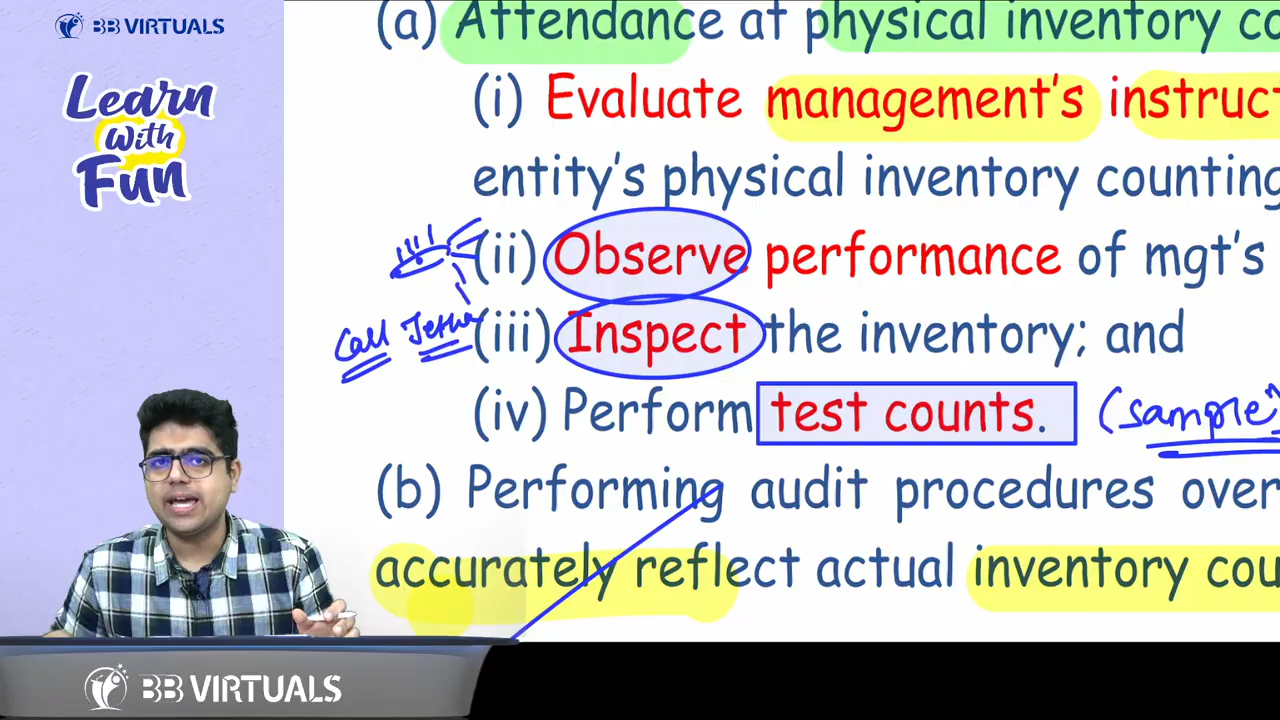 BB VIRTUALS
Learn
With
Fun
(a) Attendance at physical inventory co
(i) Evaluate management's instruct
entity's physical inventory counting
(ii) Observe performance of mgt's
Call
(iii) Inspect the inventory; and
(iv) Perform test counts. (sample)
(b) Performing audit procedures over
accurately reflect actual inventory cou
BB VIRTUALS